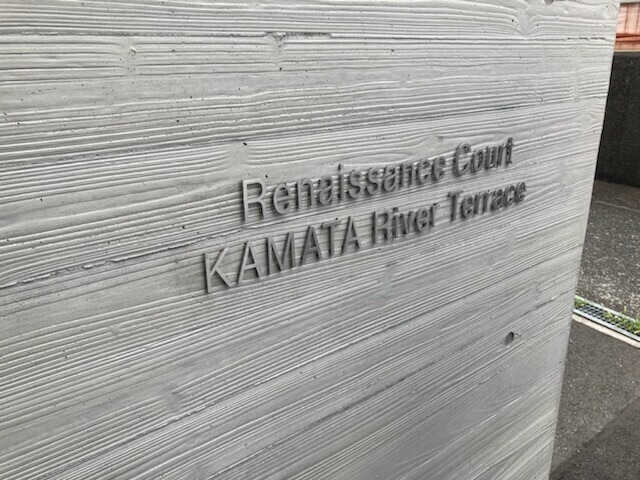 Renaissance Court
KAMATA River Terrace